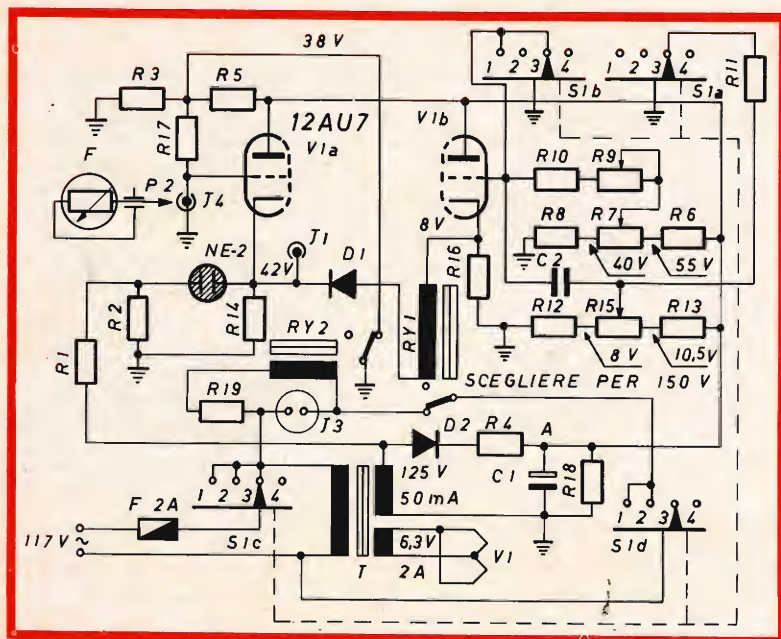 38 V
1 2 3 4
S1b
1 2 3 4
S1a
R11
R3
R5
12AU7
V1a
V1b
R17
F
P2
J4
R10
R9
8V
R8
R7
R6
NE-2
J1
42V
D1
R16
C2
40 V
55 V
R2
R14
RY2
RY1
R12
R15
R13
8 V
10,5V
R1
SCEGLIERE PER 150 V
R19
J3
D2
R4
A
125 V
50 mA
C1
R18
1 2 3 4
1 2 3 4
F 2A
117 V ~
S1c
6,3V
T
2 A
V1
S1d